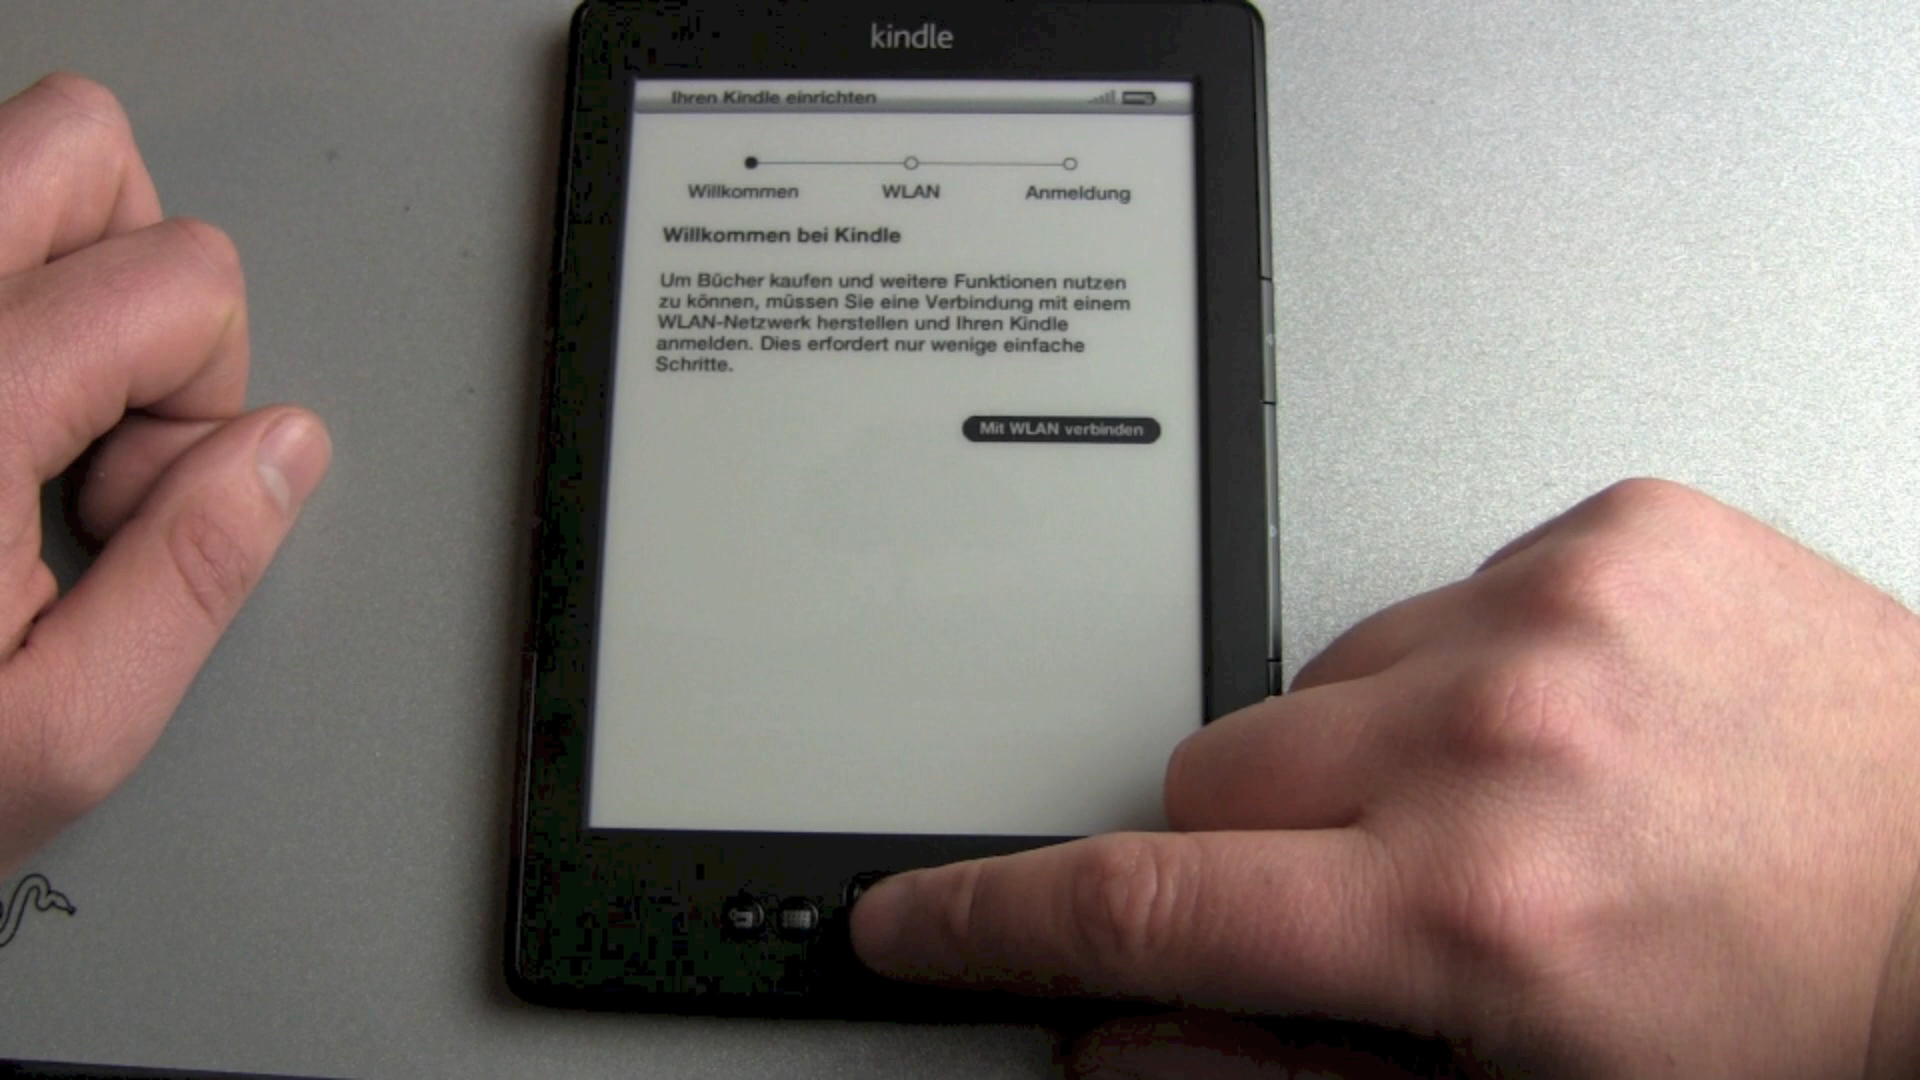 kindle
Ihren Kindle einrichten
Willkommen WLAN Anmeldung
Willkommen bei Kindle
Um Bücher kaufen und weitere Funktionen nutzen
zu können, müssen Sie eine Verbindung mit einem
WLAN-Netzwerk herstellen und Ihren Kindle
anmelden. Dies erfordert nur wenige einfache
Schritte.
Mit WLAN verbinden